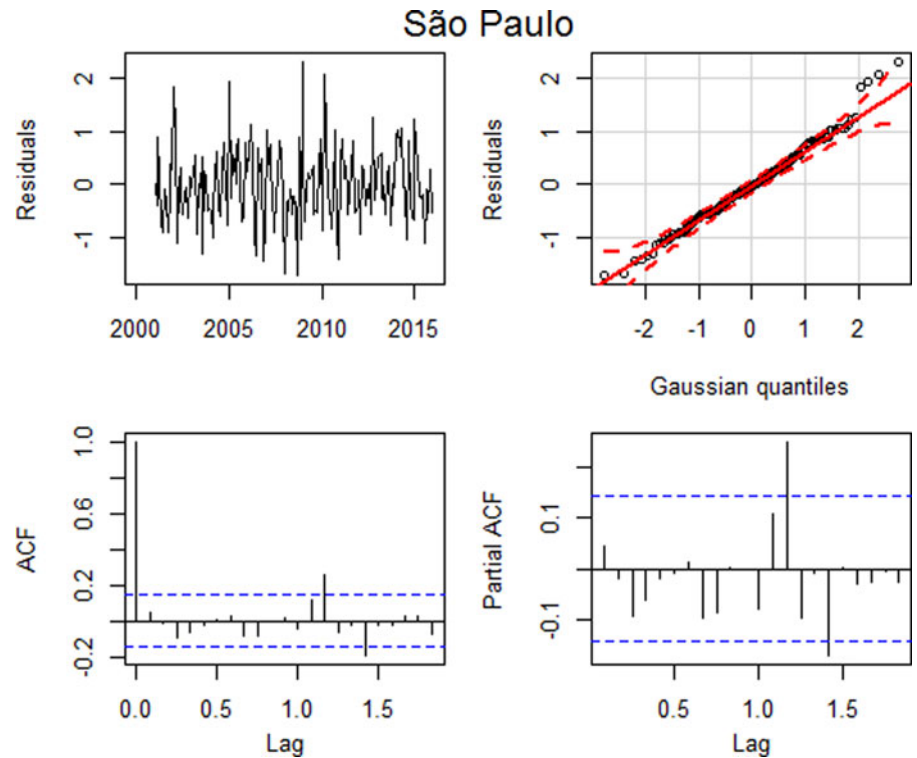 São Paulo
Residuals
2
1
0
-1
2000 2005 2010 2015
Residuals
2
1
0
-1
-2 -1 0 1 2
Gaussian quantiles
ACF
1.0
0.6
0.2
-0.2
0.0 0.5 1.0 1.5
Lag
Partial ACF
0.1
-0.1
0.5 1.0 1.5
Lag